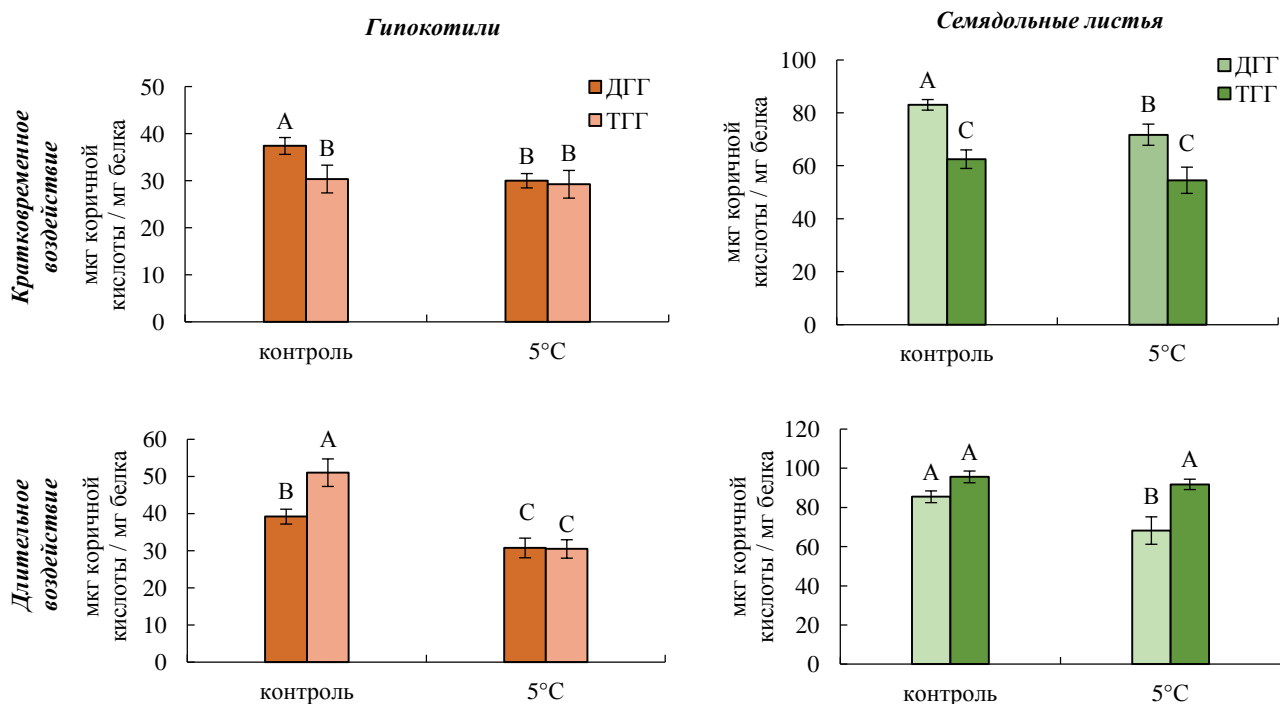 Гипокотили
Семядольные листья
Кратковременное
воздействие
мкг коричной
кислоты / мг белка
50
40
30
20
10
0
ДГГ
ТГГ
A
B
B
B
контроль
5°C
мкг коричной
кислоты / мг белка
100
80
60
40
20
0
ДГГ
ТГГ
A
C
B
C
контроль
5°C
Длительное
воздействие
мкг коричной
кислоты / мг белка
60
50
40
30
20
10
0
B
A
C
C
контроль
5°C
мкг коричной
кислоты / мг белка
120
100
80
60
40
20
0
A
A
B
A
контроль
5°C